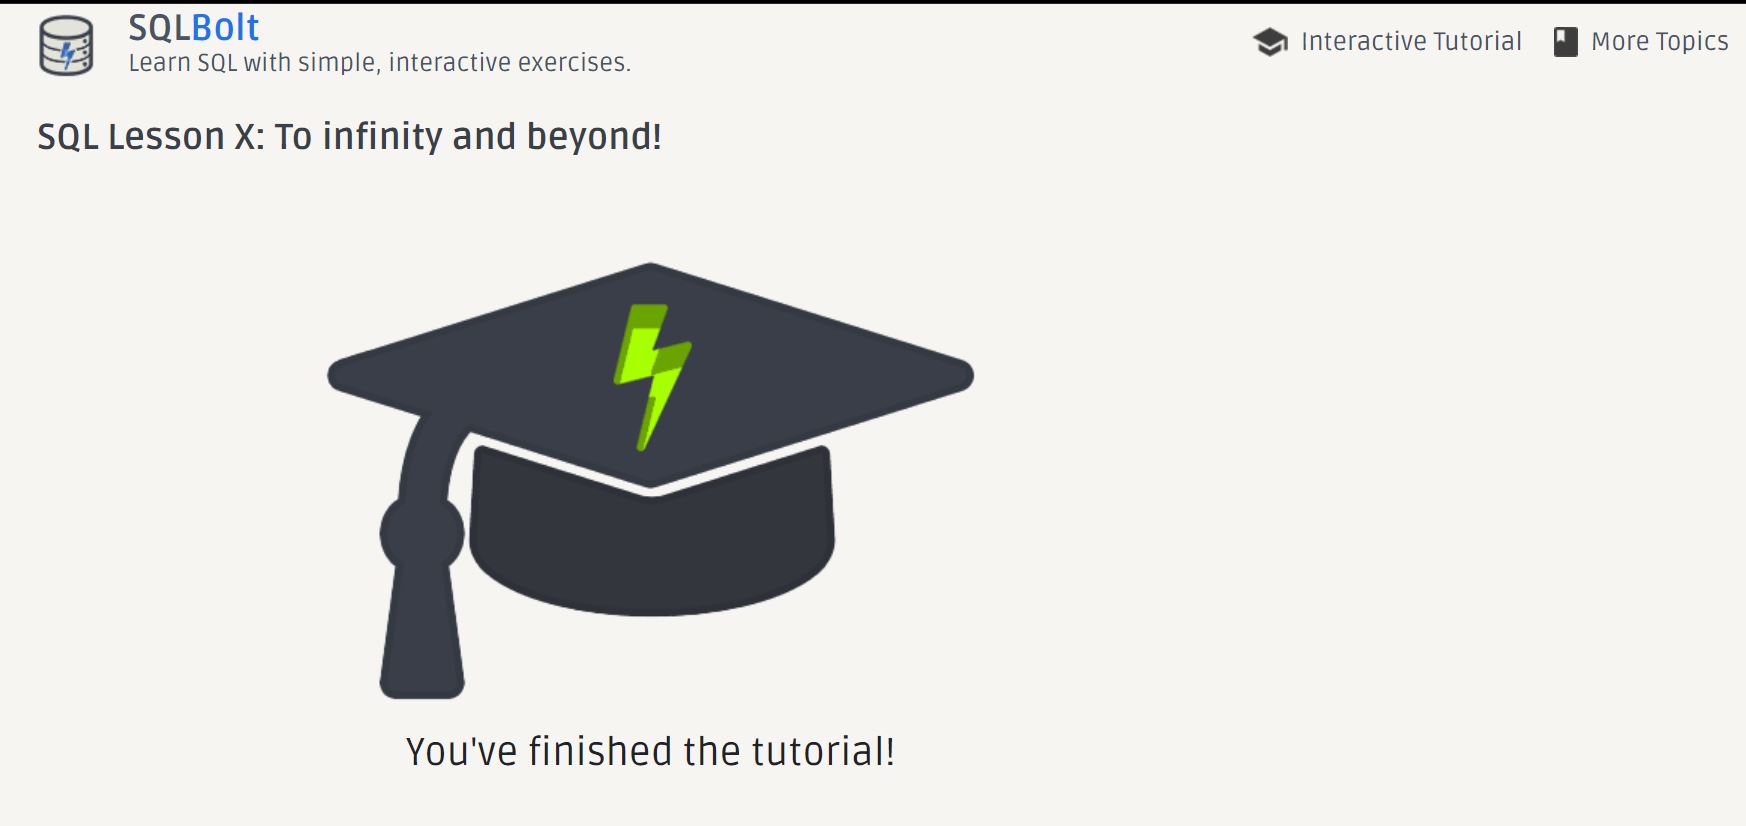 SQLBolt
Learn SQL with simple, interactive exercises.
Interactive Tutorial
More Topics
SQL Lesson X: To infinity and beyond!
You've finished the tutorial!